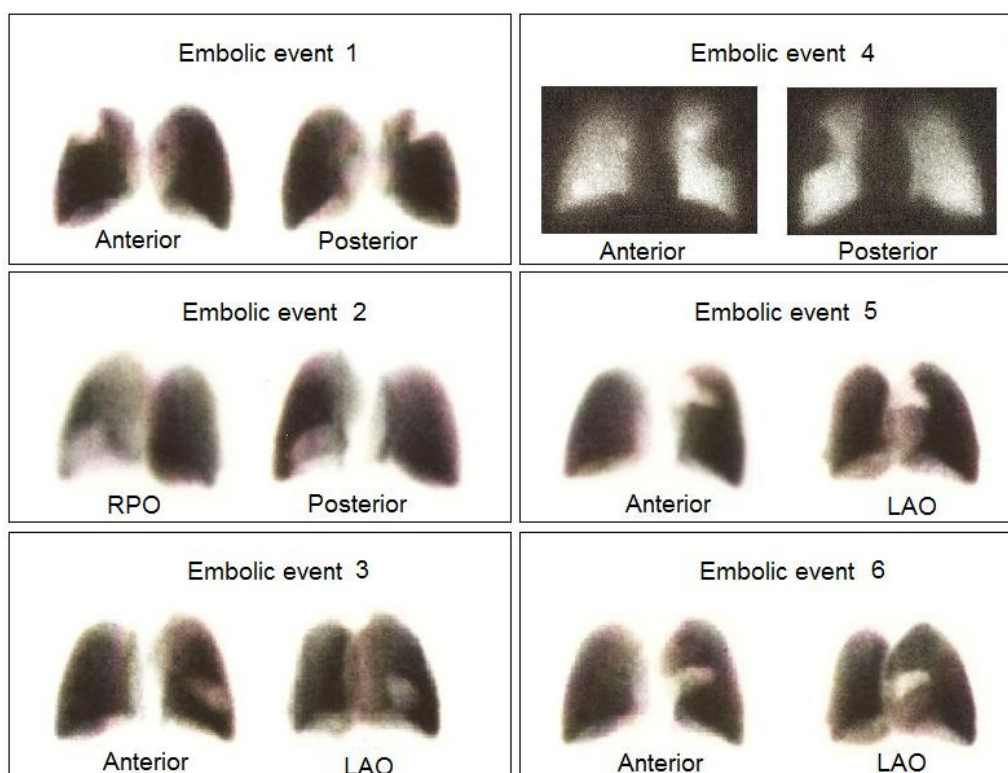 Embolic event 1
Anterior
Posterior
Embolic event 4
Anterior
Posterior
Embolic event 2
RPO
Posterior
Embolic event 5
Anterior
LAO
Embolic event 3
Anterior
LAO
Embolic event 6
Anterior
LAO